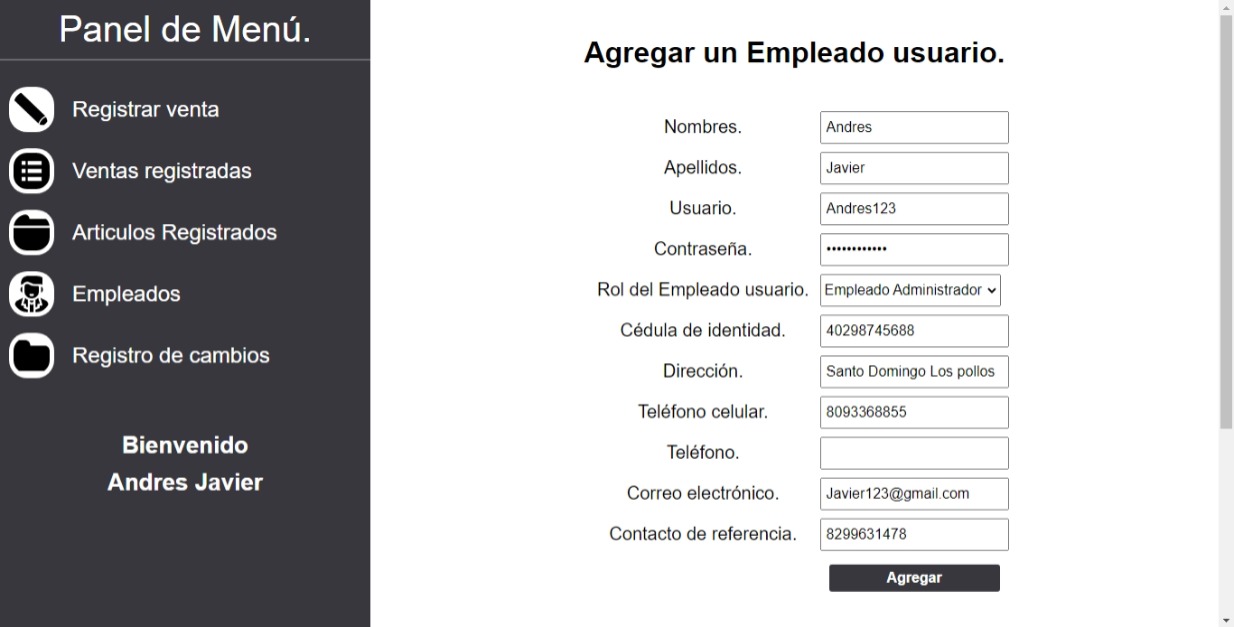 Panel de Menú.
Registrar venta
Ventas registradas
Articulos Registrados
Empleados
Registro de cambios
Bienvenido
Andres Javier
Agregar un Empleado usuario.
Nombres. Andres
Apellidos. Javier
Usuario. Andres123
Contraseña. ••••••••••••
Rol del Empleado usuario. Empleado Administrador
Cédula de identidad. 40298745688
Dirección. Santo Domingo Los pollos
Teléfono celular. 8093368855
Teléfono.
Correo electrónico. Javier123@gmail.com
Contacto de referencia. 8299631478
Agregar